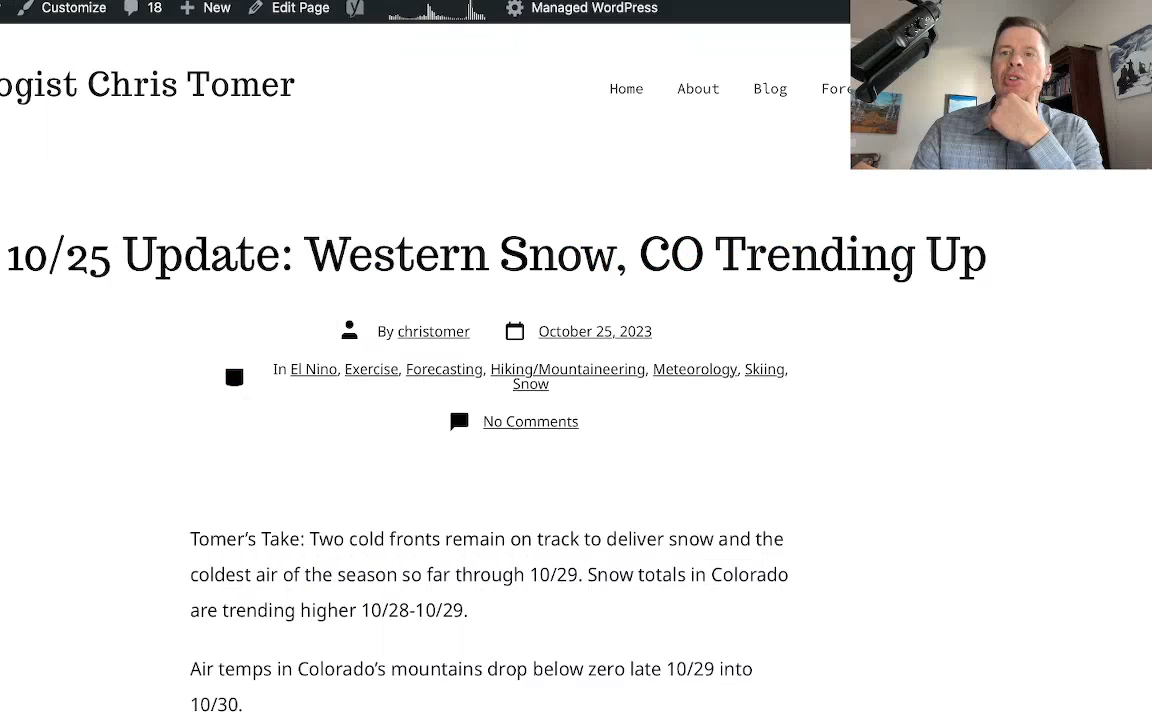 Customize 18 New Edit Page Managed WordPress
ogist Chris Tomer
Home About Blog Fore
10/25 Update: Western Snow, CO Trending Up
By christomer October 25, 2023
In El Nino, Exercise, Forecasting, Hiking/Mountaineering, Meteorology, Skiing,
Snow
No Comments
Tomer’s Take: Two cold fronts remain on track to deliver snow and the
coldest air of the season so far through 10/29. Snow totals in Colorado
are trending higher 10/28-10/29.
Air temps in Colorado’s mountains drop below zero late 10/29 into
10/30.